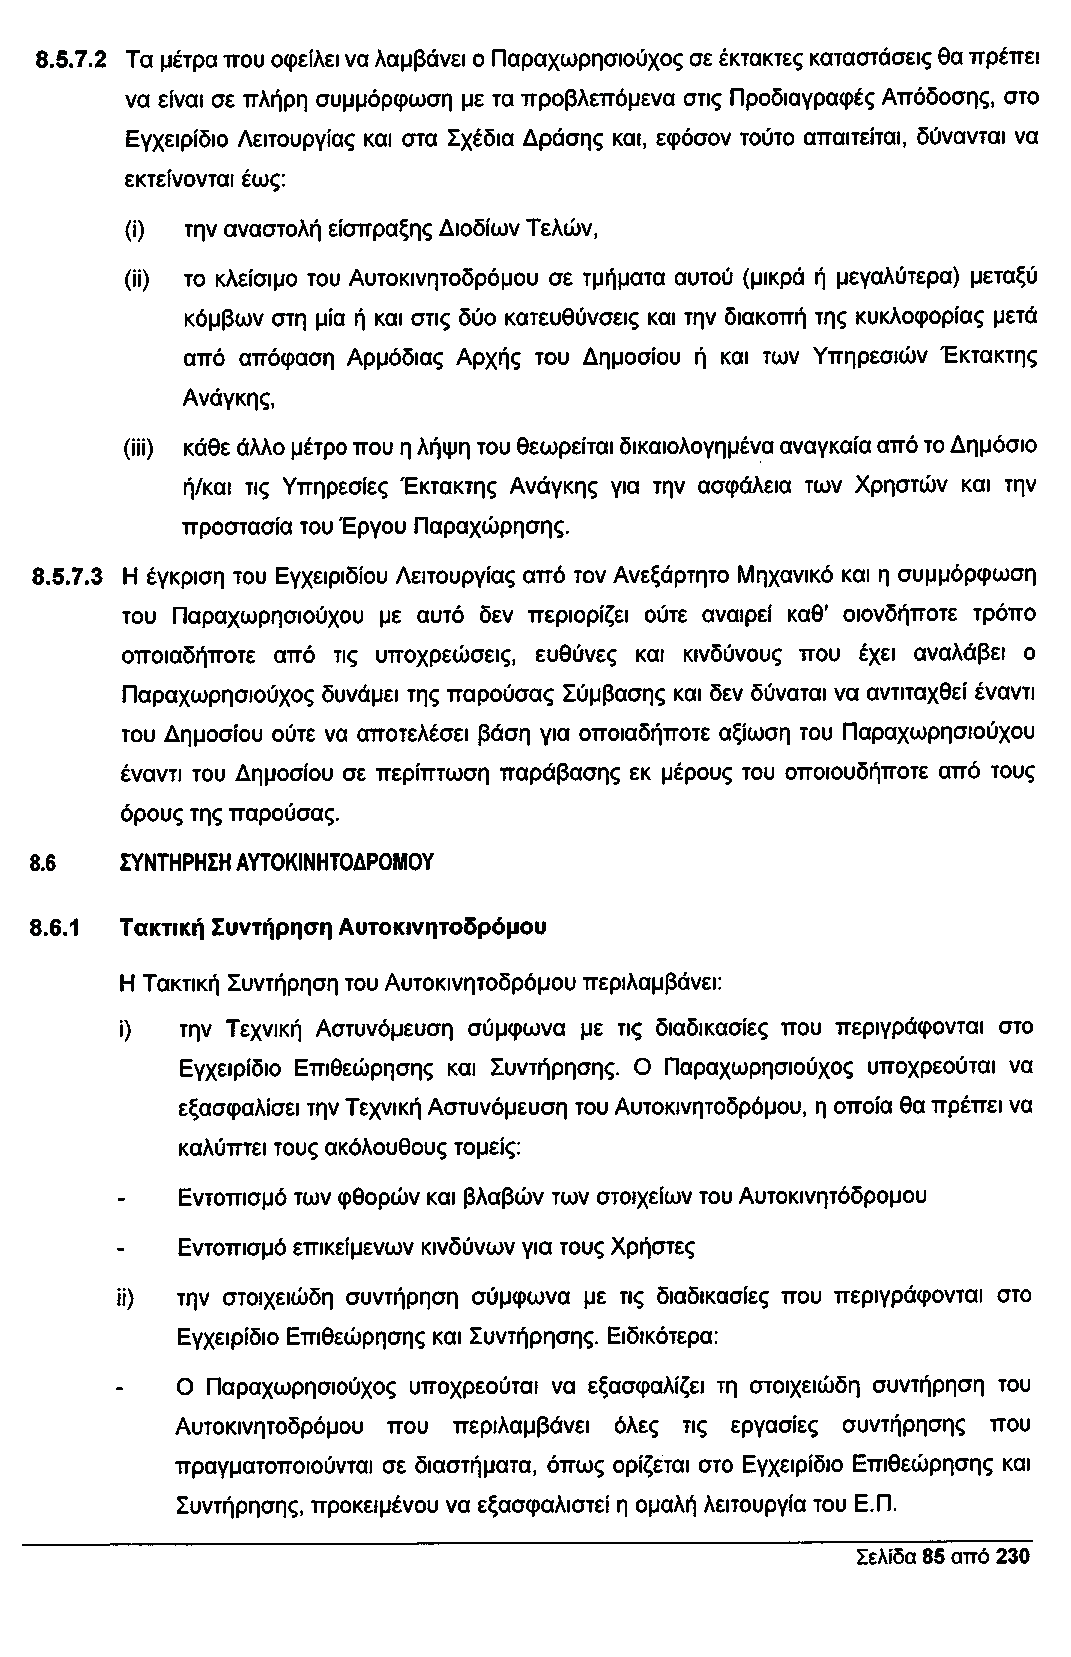 8.5.7.2 Τα μέτρα που οφείλει να λαμβάνει ο Παραχωρησιούχος σε έκτακτες καταστάσεις θα πρέπει
να είναι σε πλήρη συμμόρφωση με τα προβλεπόμενα στις Προδιαγραφές Απόδοσης, στο
Εγχειρίδιο Λειτουργίας και στα Σχέδια Δράσης και, εφόσον τούτο απαιτείται, δύνανται να
εκτείνονται έως:
(i) την αναστολή είσπραξης Διοδίων Τελών,
(ii) το κλείσιμο του Αυτοκινητοδρόμου σε τμήματα αυτού (μικρά ή μεγαλύτερα) μεταξύ
κόμβων στη μία ή και στις δύο κατευθύνσεις και την διακοπή της κυκλοφορίας μετά
από απόφαση Αρμόδιας Αρχής του Δημοσίου ή και των Υπηρεσιών Έκτακτης
Ανάγκης,
(iii) κάθε άλλο μέτρο που η λήψη του θεωρείται δικαιολογημένα αναγκαία από το Δημόσιο
ή/και τις Υπηρεσίες Έκτακτης Ανάγκης για την ασφάλεια των Χρηστών και την
προστασία του Έργου Παραχώρησης.
8.5.7.3 Η έγκριση του Εγχειριδίου Λειτουργίας από τον Ανεξάρτητο Μηχανικό και η συμμόρφωση
του Παραχωρησιούχου με αυτό δεν περιορίζει ούτε αναιρεί καθ' οιονδήποτε τρόπο
οποιαδήποτε από τις υποχρεώσεις, ευθύνες και κινδύνους που έχει αναλάβει ο
Παραχωρησιούχος δυνάμει της παρούσας Σύμβασης και δεν δύναται να αντιταχθεί έναντι
του Δημοσίου ούτε να αποτελέσει βάση για οποιαδήποτε αξίωση του Παραχωρησιούχου
έναντι του Δημοσίου σε περίπτωση παράβασης εκ μέρους του οποιουδήποτε από τους
όρους της παρούσας.
8.6 ΣΥΝΤΗΡΗΣΗ ΑΥΤΟΚΙΝΗΤΟΔΡΟΜΟΥ
8.6.1 Τακτική Συντήρηση Αυτοκινητοδρόμου
Η Τακτική Συντήρηση του Αυτοκινητοδρόμου περιλαμβάνει:
i) την Τεχνική Αστυνόμευση σύμφωνα με τις διαδικασίες που περιγράφονται στο
Εγχειρίδιο Επιθεώρησης και Συντήρησης. Ο Παραχωρησιούχος υποχρεούται να
εξασφαλίσει την Τεχνική Αστυνόμευση του Αυτοκινητοδρόμου, η οποία θα πρέπει να
καλύπτει τους ακόλουθους τομείς:
- Εντοπισμό των φθορών και βλαβών των στοιχείων του Αυτοκινητόδρομου
- Εντοπισμό επικείμενων κινδύνων για τους Χρήστες
ii) την στοιχειώδη συντήρηση σύμφωνα με τις διαδικασίες που περιγράφονται στο
Εγχειρίδιο Επιθεώρησης και Συντήρησης. Ειδικότερα:
- Ο Παραχωρησιούχος υποχρεούται να εξασφαλίζει τη στοιχειώδη συντήρηση του
Αυτοκινητοδρόμου που περιλαμβάνει όλες τις εργασίες συντήρησης που
πραγματοποιούνται σε διαστήματα, όπως ορίζεται στο Εγχειρίδιο Επιθεώρησης και
Συντήρησης, προκειμένου να εξασφαλιστεί η ομαλή λειτουργία του Ε.Π.
Σελίδα 85 από 230